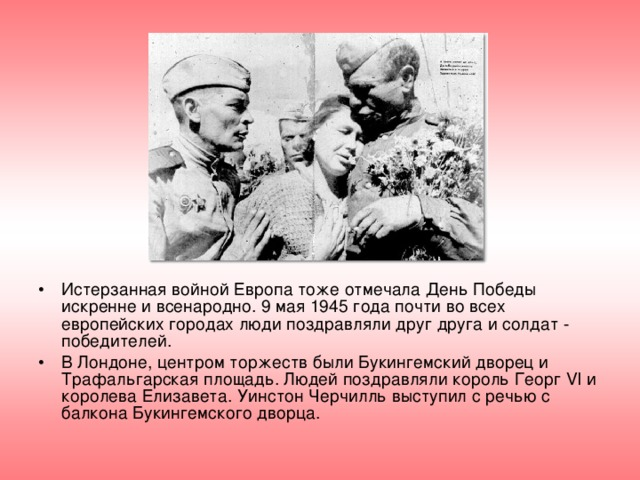 • Истерзанная войной Европа тоже отмечала День Победы
искренне и всенародно. 9 мая 1945 года почти во всех
европейских городах люди поздравляли друг друга и солдат -
победителей.
• В Лондоне, центром торжеств были Букингемский дворец и
Трафальгарская площадь. Людей поздравляли король Георг VI и
королева Елизавета. Уинстон Черчилль выступил с речью с
балкона Букингемского дворца.